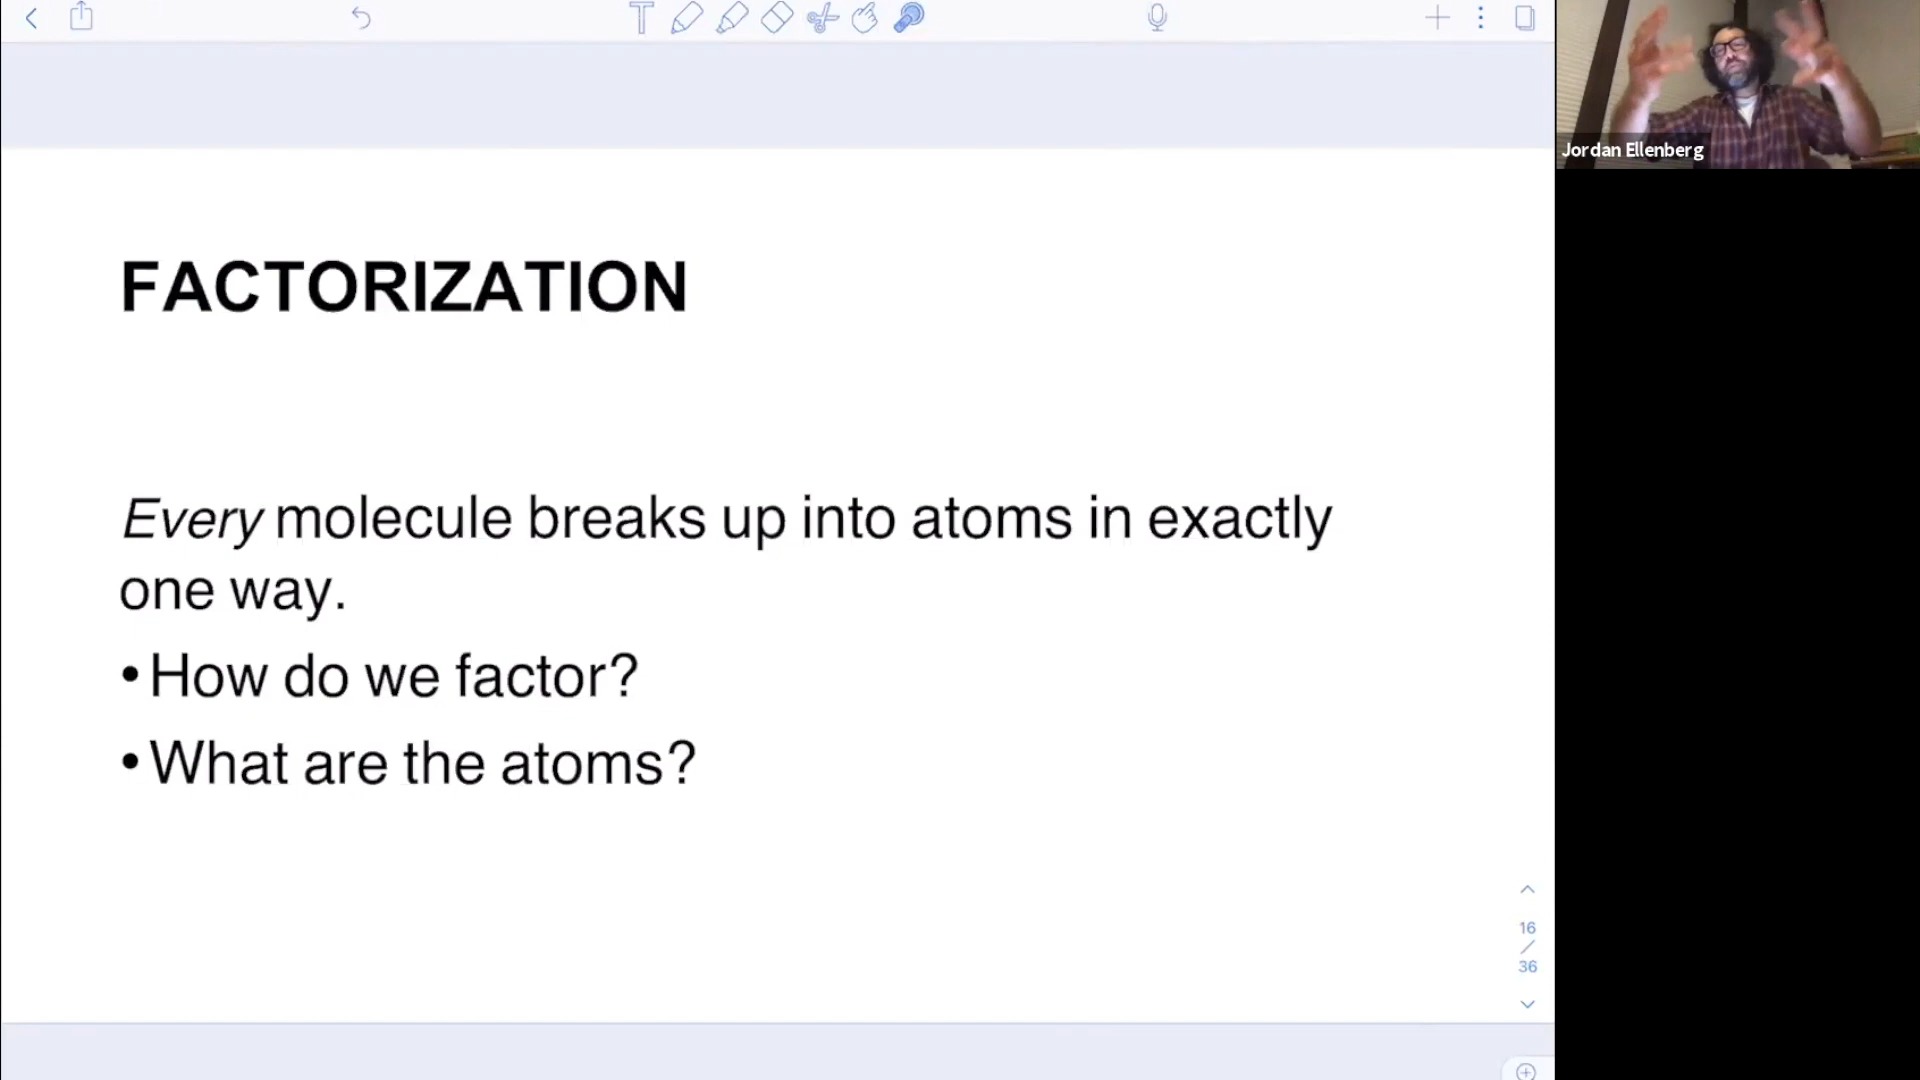 Jordan Ellenberg
FACTORIZATION
Every molecule breaks up into atoms in exactly
one way.
• How do we factor?
• What are the atoms?
16
/
36